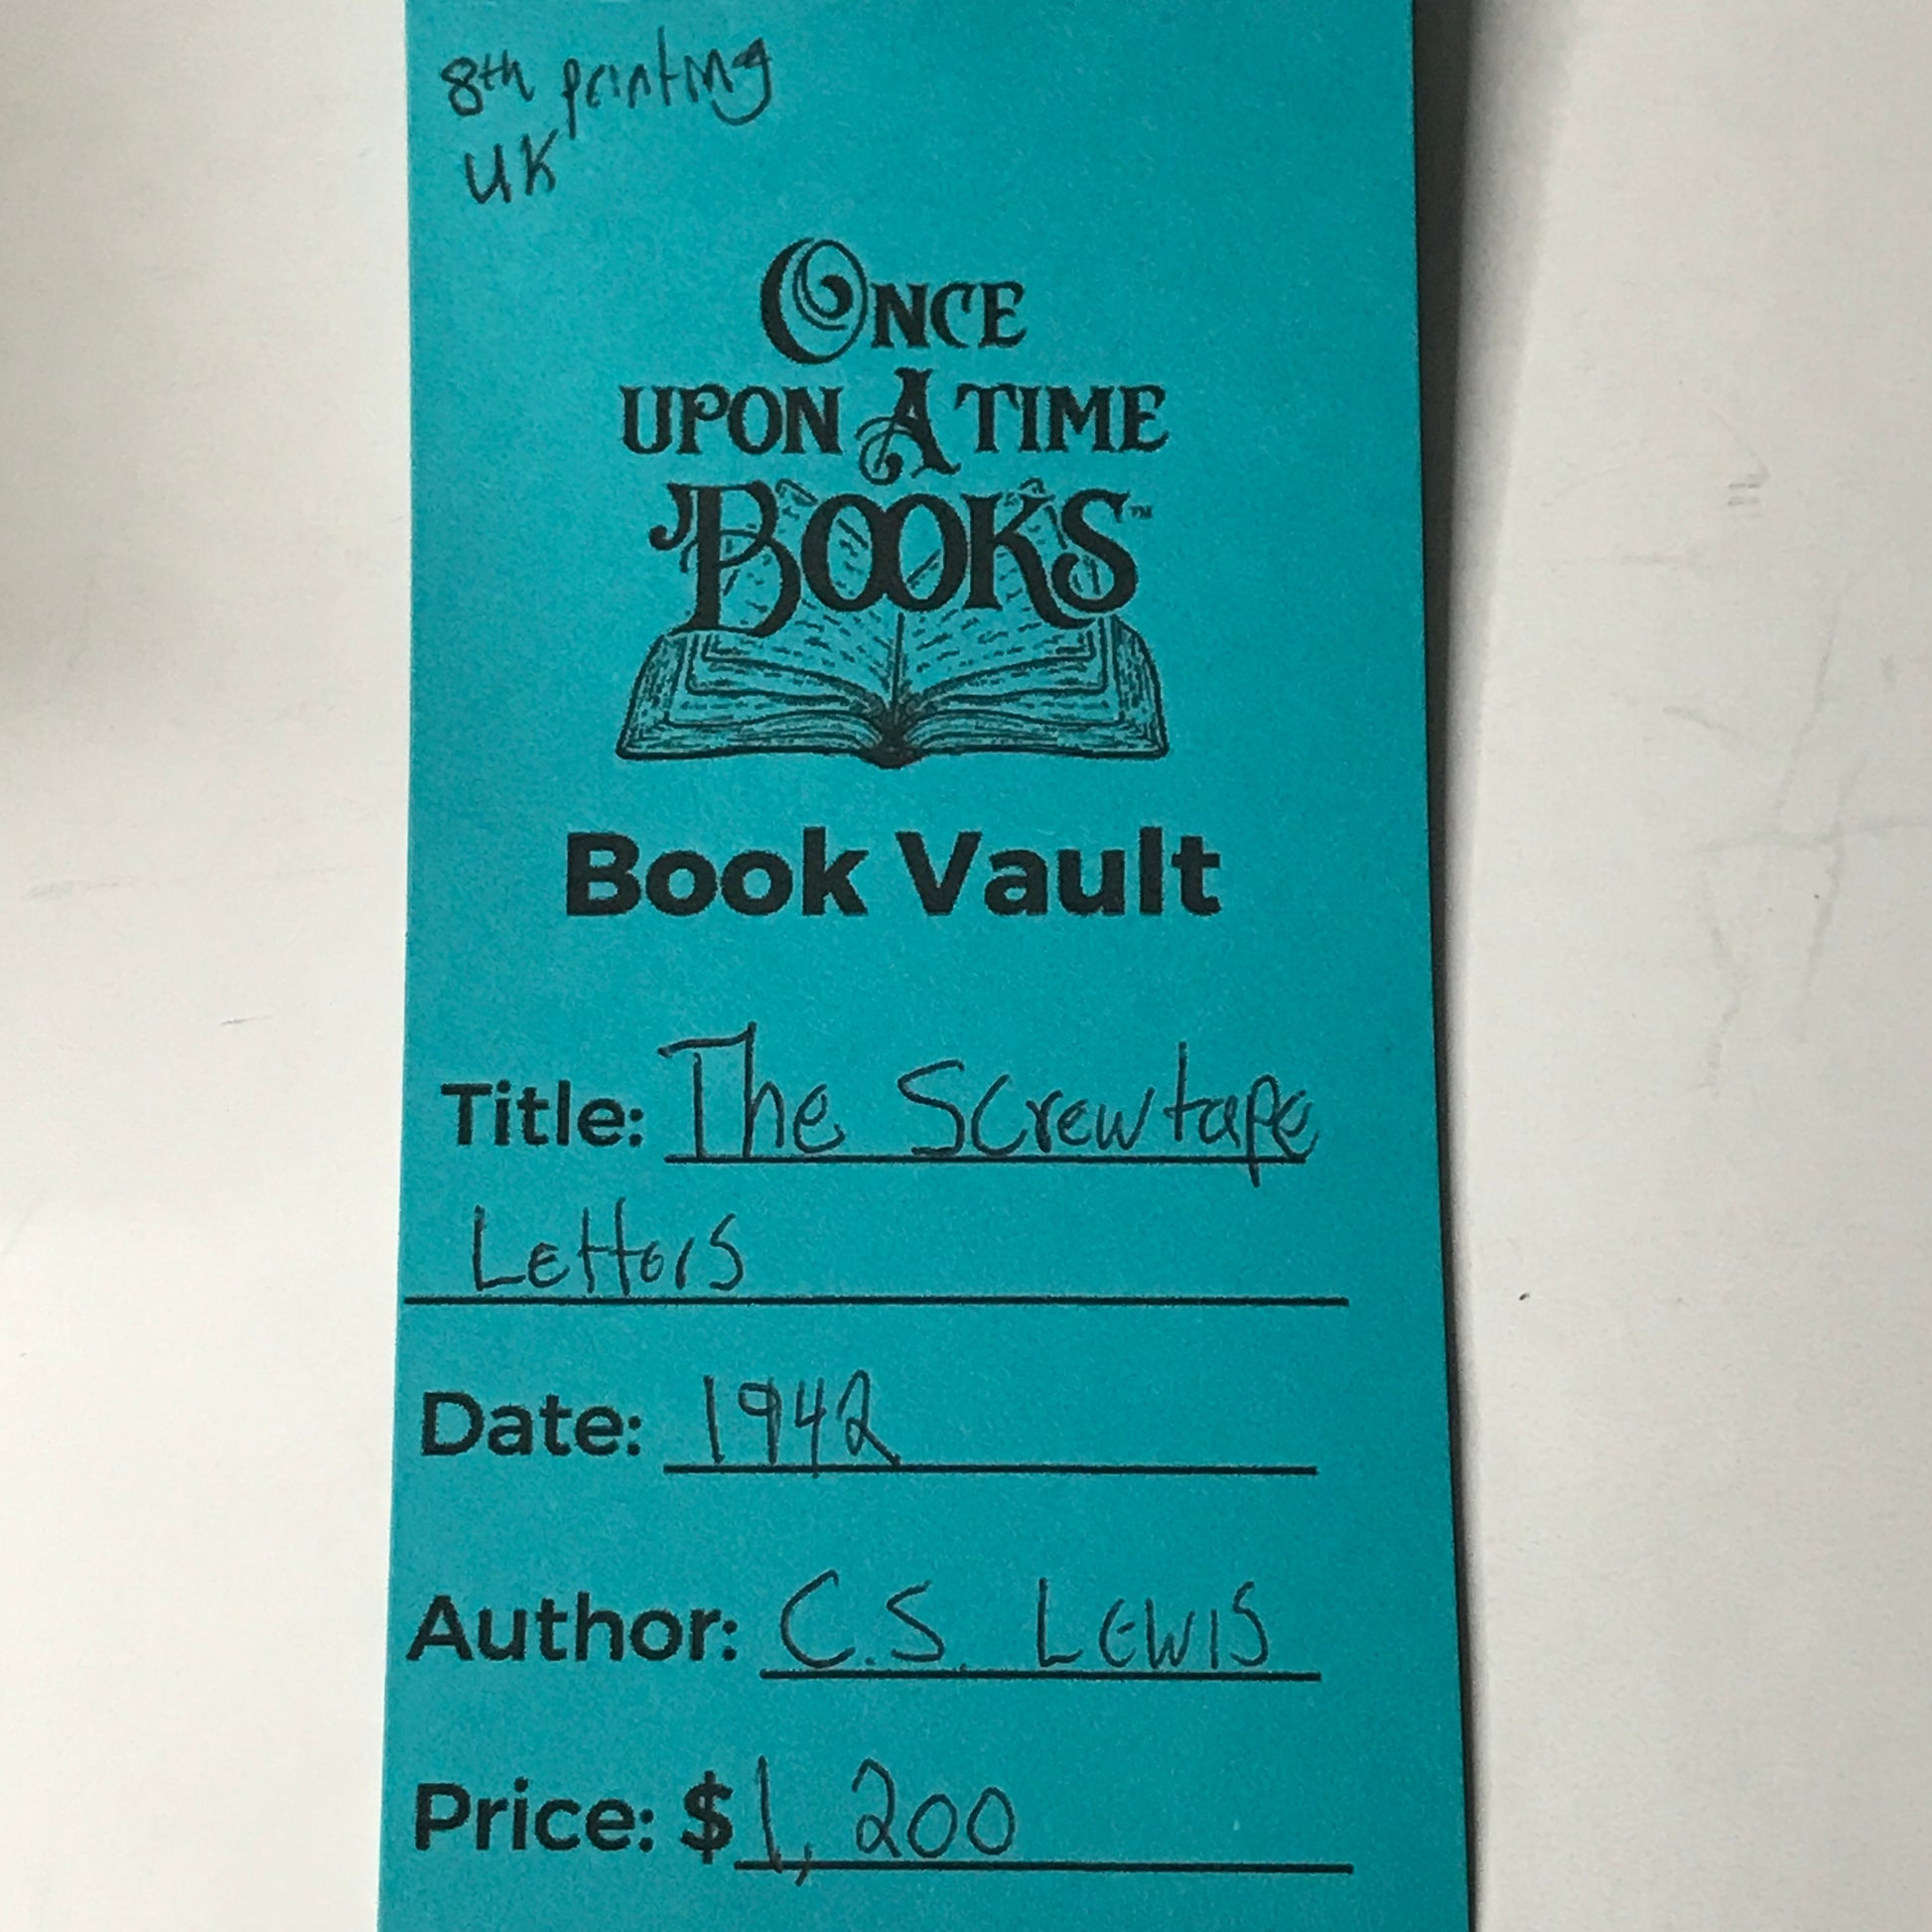 8th printing
UK
ONCE
UPON A TIME
BOOKS™
Book Vault
Title: The Screwtape
Letters
Date: 1942
Author: C.S. Lewis
Price: $1,200